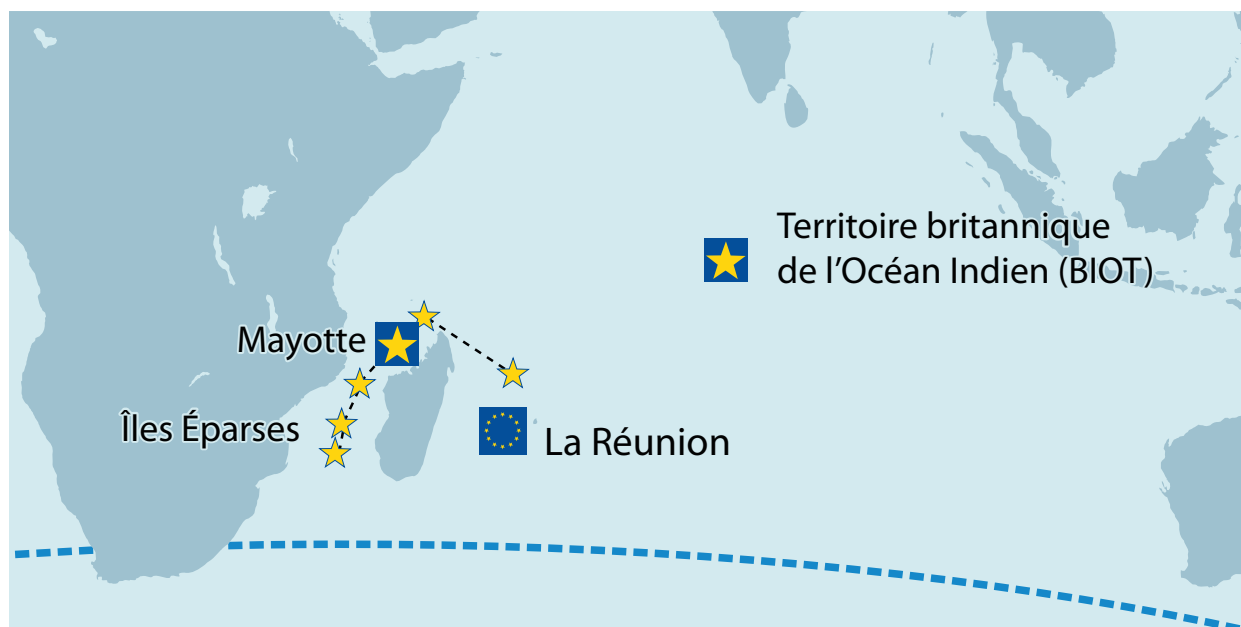 Territoire britannique
de l'Océan Indien (BIOT)
Mayotte
Îles Éparses
La Réunion